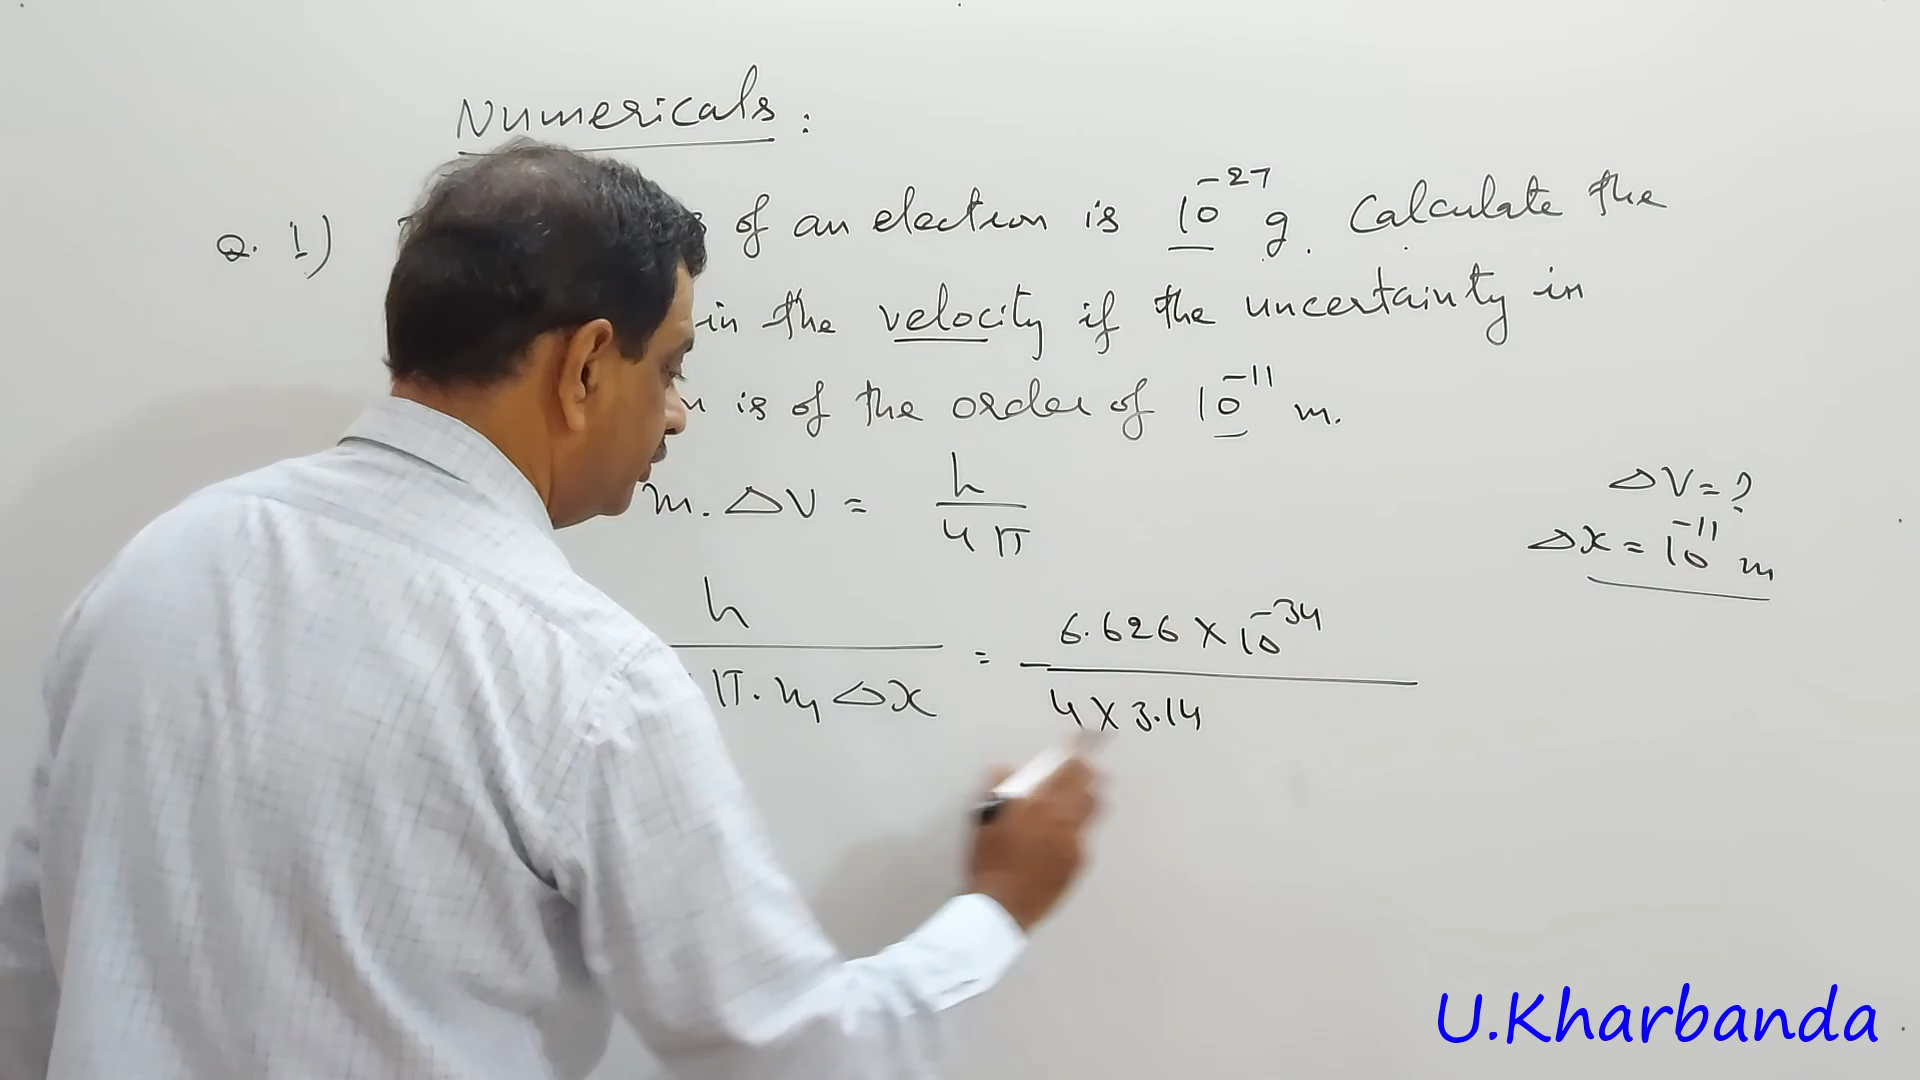 Numericals :
Q. 1) of an electron is 10⁻²⁷ g. Calculate the
in the velocity if the uncertainty in
is of the order of 10⁻¹¹ m.
m. ΔV = h / 4π
ΔV = ?
Δx = 10⁻¹¹ m
h / π. m Δx = 6.626 X 10⁻³⁴ / 4 X 3.14
U.Kharbanda